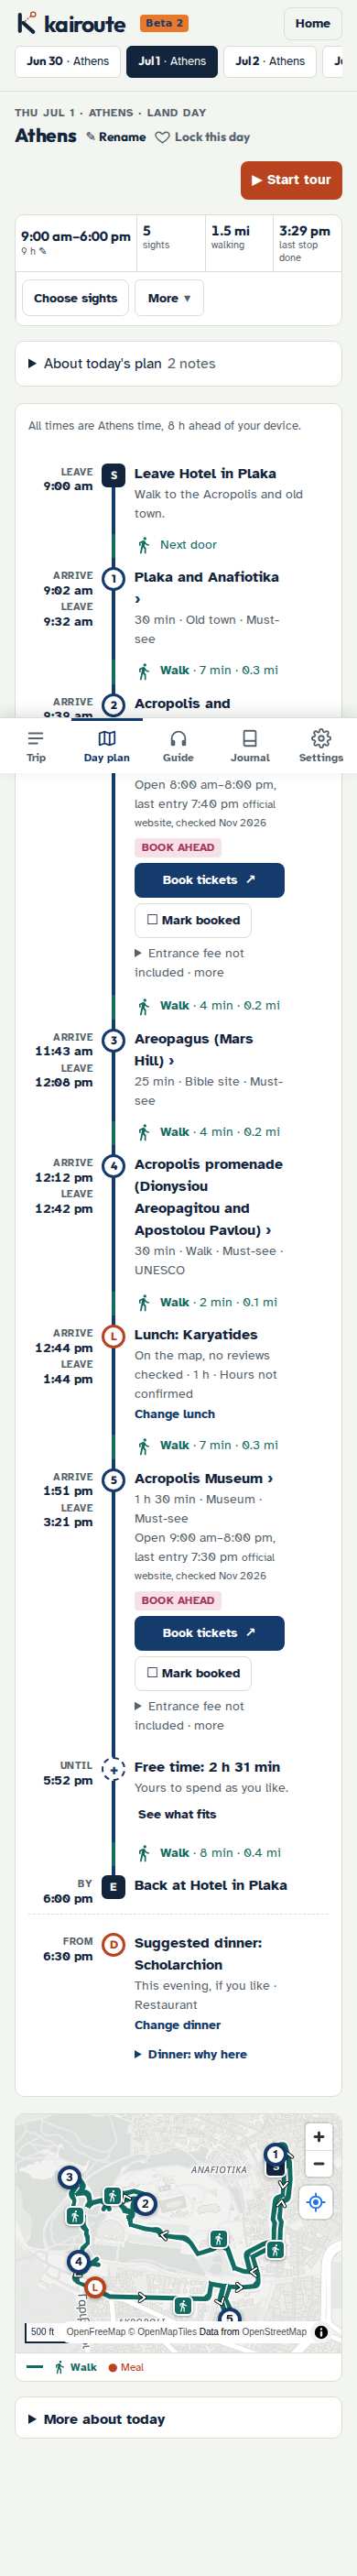 kairoute Beta 2 Home
Jun 30 · Athens Jul 1 · Athens Jul 2 · Athens
THU JUL 1 · ATHENS · LAND DAY
Athens ✎ Rename ♡ Lock this day
▶ Start tour
9:00 am–6:00 pm 5 1.5 mi 3:29 pm
9 h ✎ sights walking last stop
done
Choose sights More ▾
▶ About today's plan 2 notes
All times are Athens time, 8 h ahead of your device.
LEAVE S Leave Hotel in Plaka
9:00 am Walk to the Acropolis and old
town.
Next door
ARRIVE 1 Plaka and Anafiotika
9:02 am ›
LEAVE 30 min · Old town · Must-
9:32 am see
Walk · 7 min · 0.3 mi
ARRIVE 2 Acropolis and
9:39 am
Trip Day plan Guide Journal Settings
Open 8:00 am–8:00 pm,
last entry 7:40 pm official
website, checked Nov 2026
BOOK AHEAD
Book tickets ↗
☐ Mark booked
▶ Entrance fee not
included · more
Walk · 4 min · 0.2 mi
ARRIVE 3 Areopagus (Mars
11:43 am Hill) ›
LEAVE 25 min · Bible site · Must-
12:08 pm see
Walk · 4 min · 0.2 mi
ARRIVE 4 Acropolis promenade
12:12 pm (Dionysiou
LEAVE Areopagitou and
12:42 pm Apostolou Pavlou) ›
30 min · Walk · Must-see ·
UNESCO
Walk · 2 min · 0.1 mi
ARRIVE L Lunch: Karyatides
12:44 pm On the map, no reviews
LEAVE checked · 1 h · Hours not
1:44 pm confirmed
Change lunch
Walk · 7 min · 0.3 mi
ARRIVE 5 Acropolis Museum ›
1:51 pm 1 h 30 min · Museum ·
LEAVE Must-see
3:21 pm Open 9:00 am–8:00 pm,
last entry 7:30 pm official
website, checked Nov 2026
BOOK AHEAD
Book tickets ↗
☐ Mark booked
▶ Entrance fee not
included · more
UNTIL + Free time: 2 h 31 min
5:52 pm Yours to spend as you like.
See what fits
Walk · 8 min · 0.4 mi
BY E Back at Hotel in Plaka
6:00 pm
FROM D Suggested dinner:
6:30 pm Scholarchion
This evening, if you like ·
Restaurant
Change dinner
▶ Dinner: why here
ANAFIOTIKA
1
3
2
4
L
5
+
−
500 ft OpenFreeMap © OpenMapTiles Data from OpenStreetMap
Walk Meal
▶ More about today